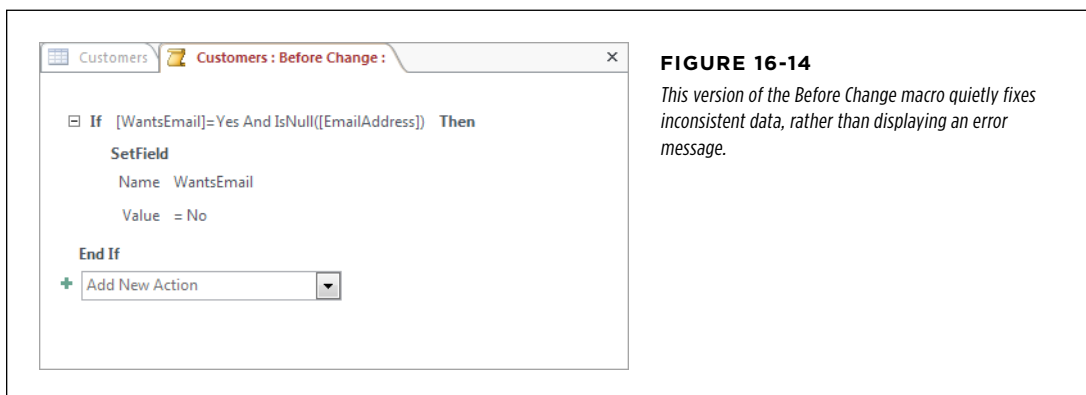 Customers
Customers : Before Change :
If [WantsEmail]=Yes And IsNull([EmailAddress]) Then
SetField
Name WantsEmail
Value = No
End If
Add New Action
FIGURE 16-14
This version of the Before Change macro quietly fixes
inconsistent data, rather than displaying an error
message.